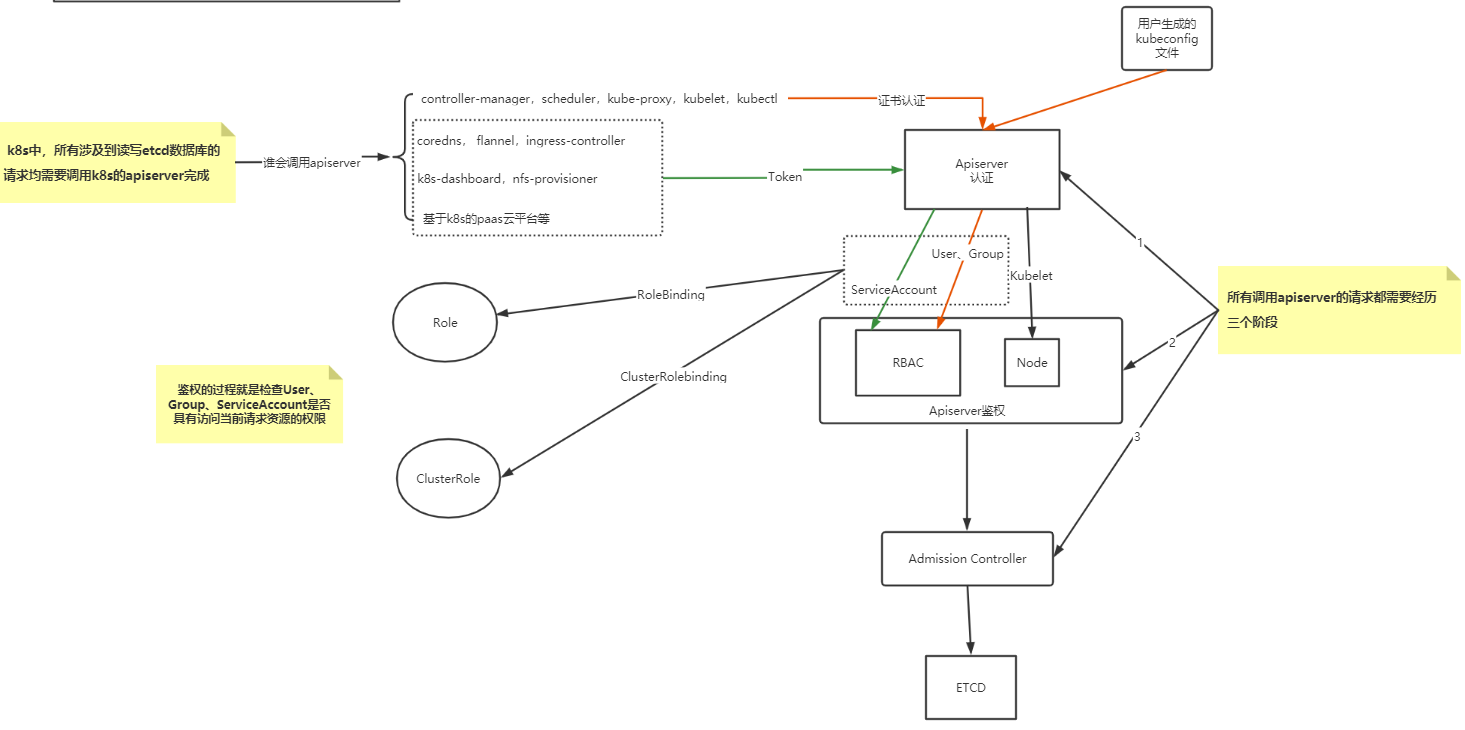 用户生成的
kubeconfig
文件
controller-manager，scheduler，kube-proxy，kubelet，kubectl
证书认证
k8s中，所有涉及到读写etcd数据库的
请求均需要调用k8s的apiserver完成
谁会调用apiserver
coredns， flannel，ingress-controller
k8s-dashboard，nfs-provisioner
基于k8s的paas云平台等
Token
Apiserver
认证
1
User、Group
ServiceAccount
Kubelet
所有调用apiserver的请求都需要经历
三个阶段
RoleBinding
Role
2
RBAC
Node
Apiserver鉴权
ClusterRolebinding
鉴权的过程就是检查User、
Group、ServiceAccount是否
具有访问当前请求资源的权限
3
ClusterRole
Admission Controller
ETCD